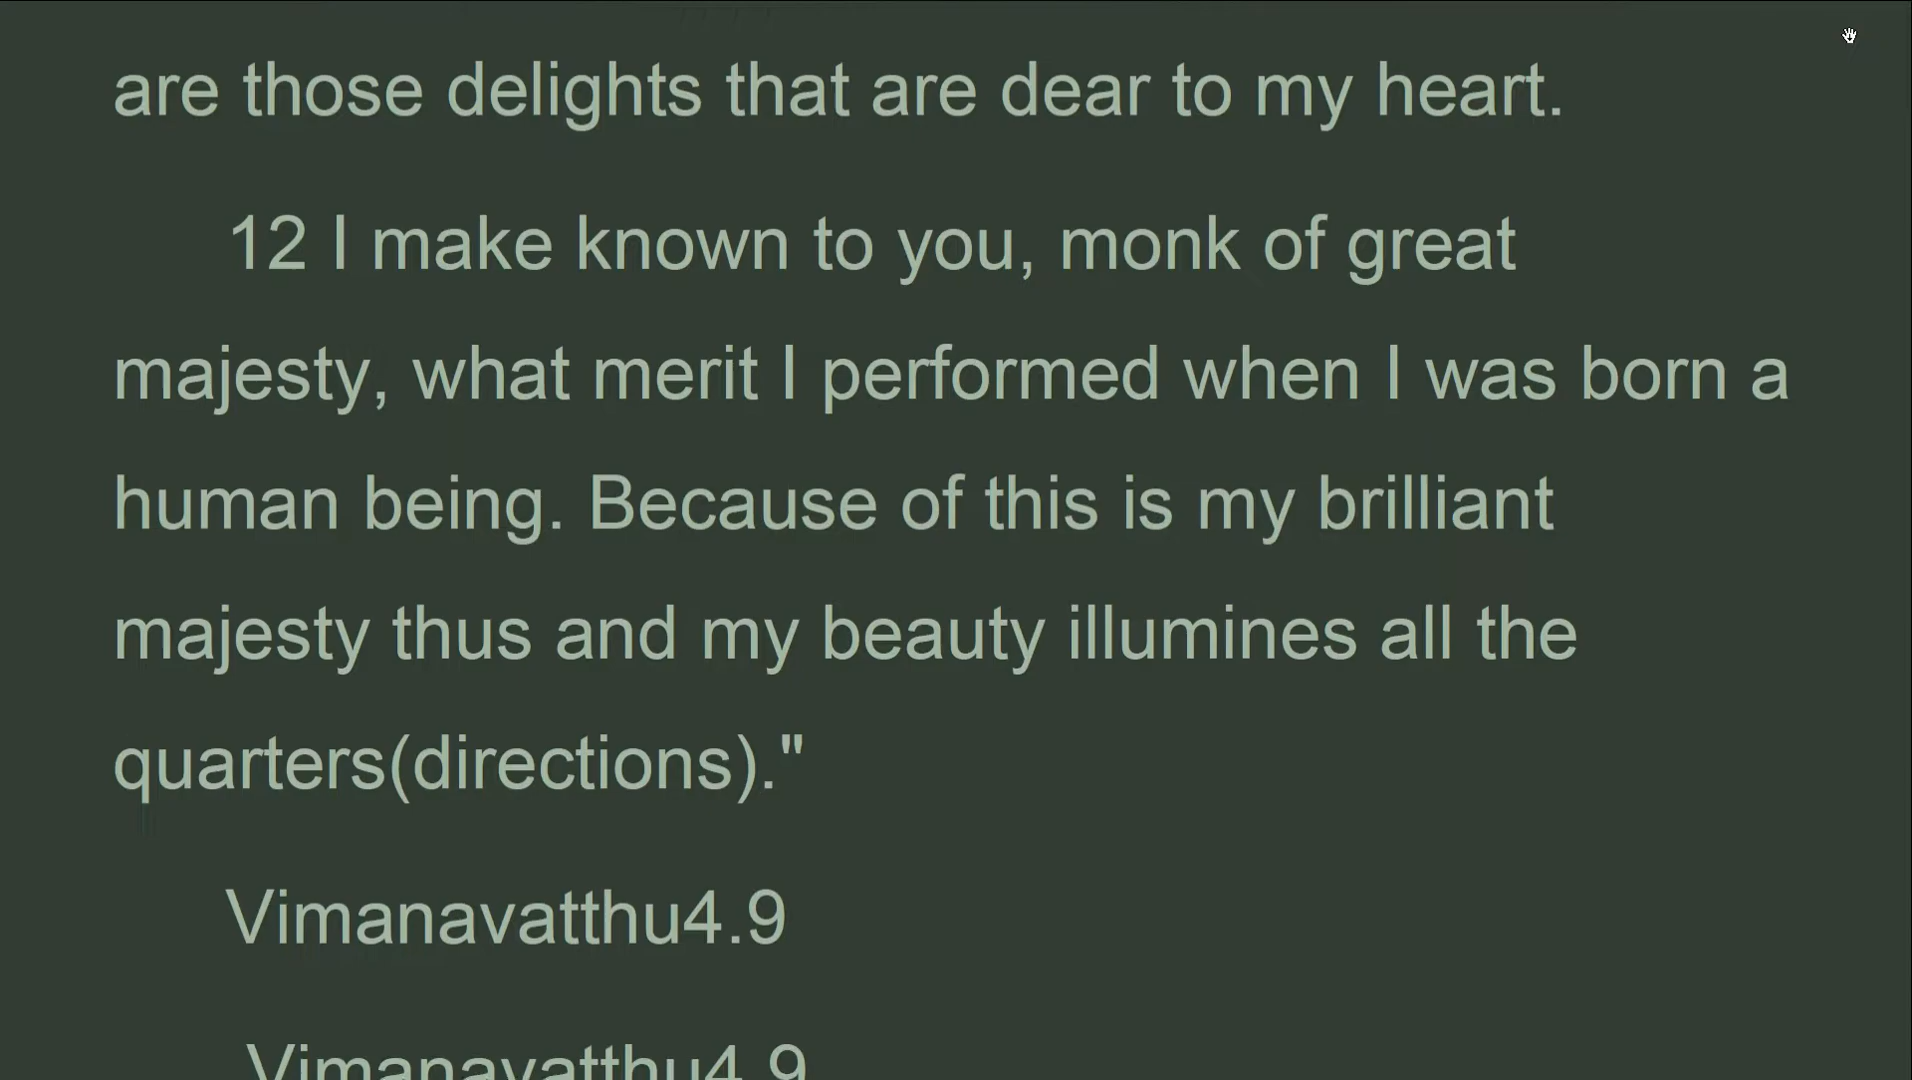 are those delights that are dear to my heart.
12 I make known to you, monk of great
majesty, what merit I performed when I was born a
human being. Because of this is my brilliant
majesty thus and my beauty illumines all the
quarters(directions)."
Vimanavatthu4.9
Vimanavatthu4.9